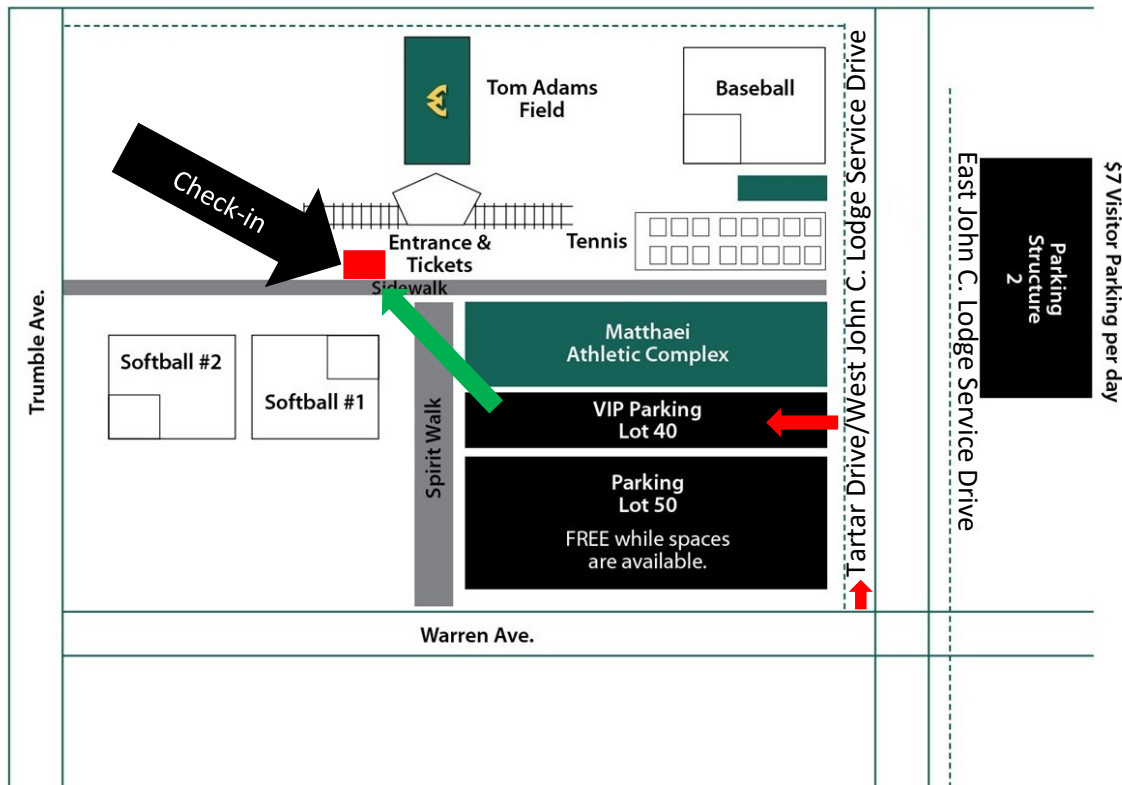 Tom Adams
Field
Baseball
Check-in
Entrance &
Tickets
Tennis
Sidewalk
Tartar Drive/West John C. Lodge Service Drive
East John C. Lodge Service Drive
Parking
Structure
2
$7 Visitor Parking per day
Trumble Ave.
Softball #2
Softball #1
Spirit Walk
Matthaei
Athletic Complex
VIP Parking
Lot 40
Parking
Lot 50
FREE while spaces
are available.
Warren Ave.